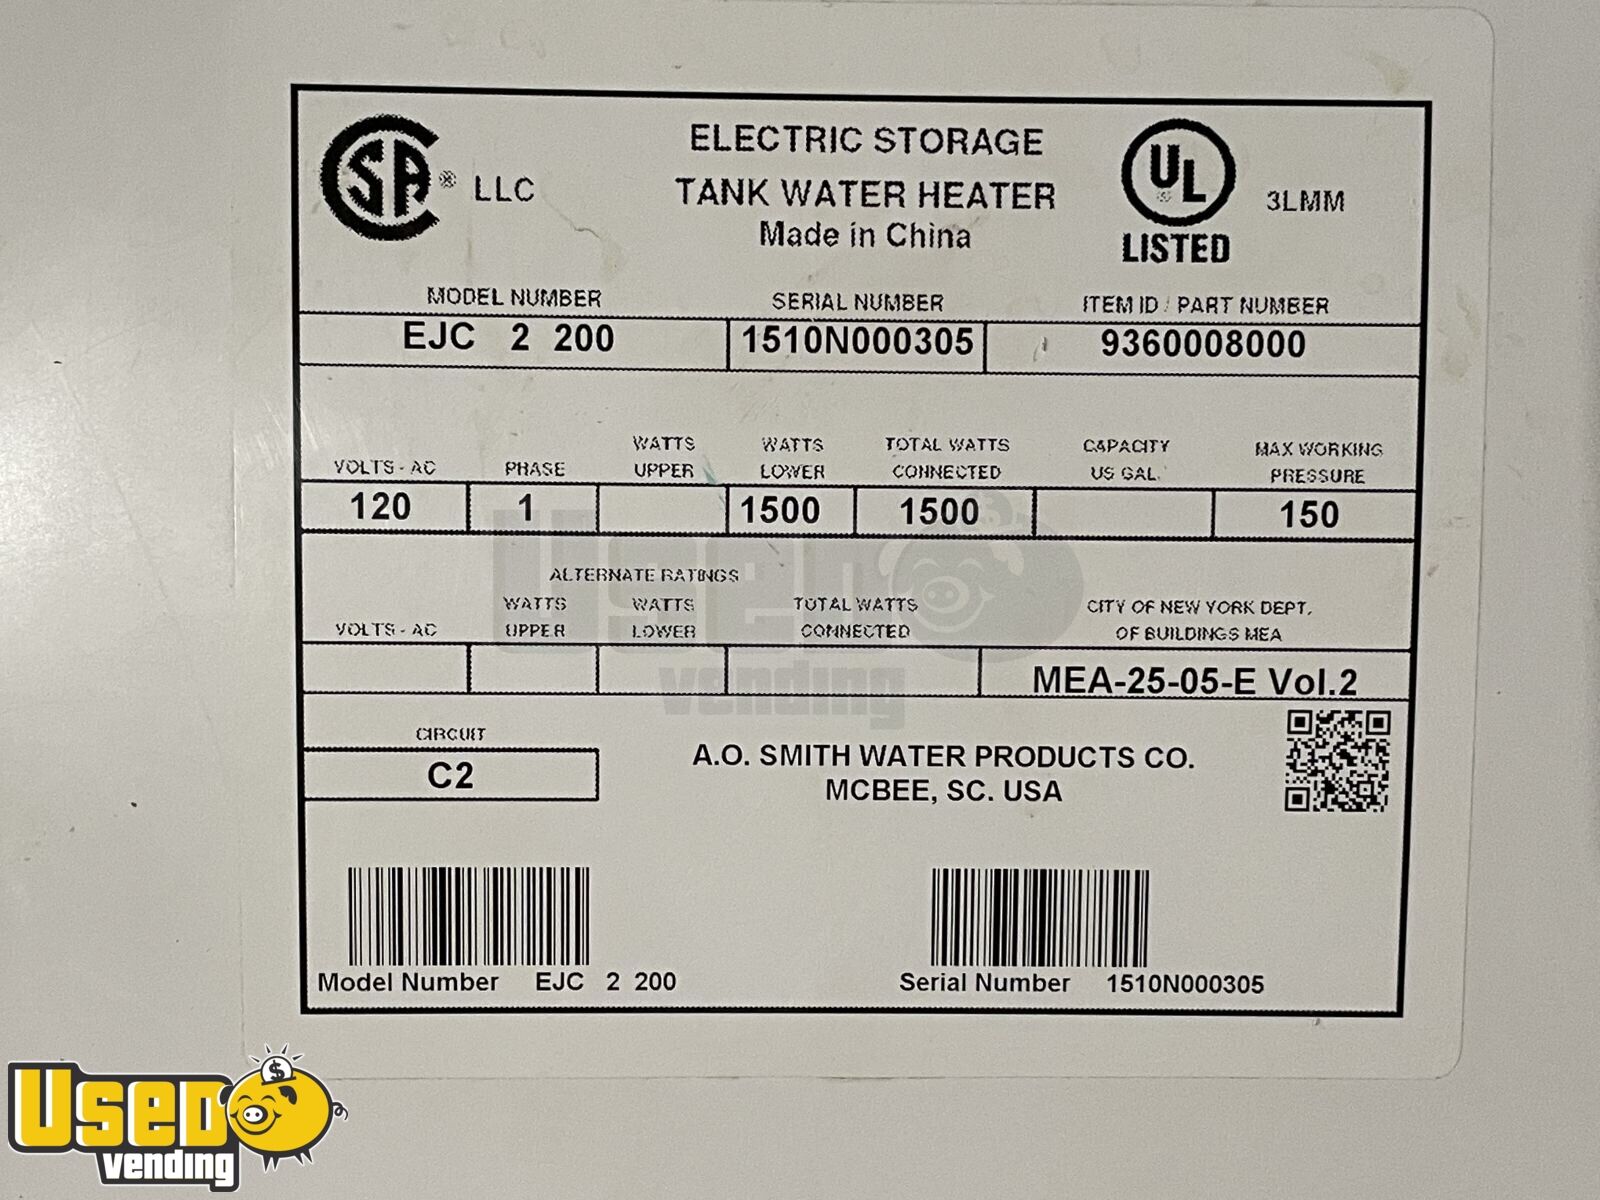 SA® LLC
ELECTRIC STORAGE
TANK WATER HEATER
Made in China
UL
LISTED
3LMM
MODEL NUMBER SERIAL NUMBER ITEM ID / PART NUMBER
EJC 2 200 1510N000305 9360008000
VOLTS - AC PHASE WATTS UPPER WATTS LOWER TOTAL WATTS CONNECTED CAPACITY US GAL. MAX WORKING PRESSURE
120 1 1500 1500 150
ALTERNATE RATINGS
VOLTS - AC WATTS UPPER WATTS LOWER TOTAL WATTS CONNECTED CITY OF NEW YORK DEPT. OF BUILDINGS MEA
MEA-25-05-E Vol.2
CIRCUIT
C2
A.O. SMITH WATER PRODUCTS CO.
MCBEE, SC. USA
Model Number EJC 2 200 Serial Number 1510N000305
Used
vending
Used
vending
$